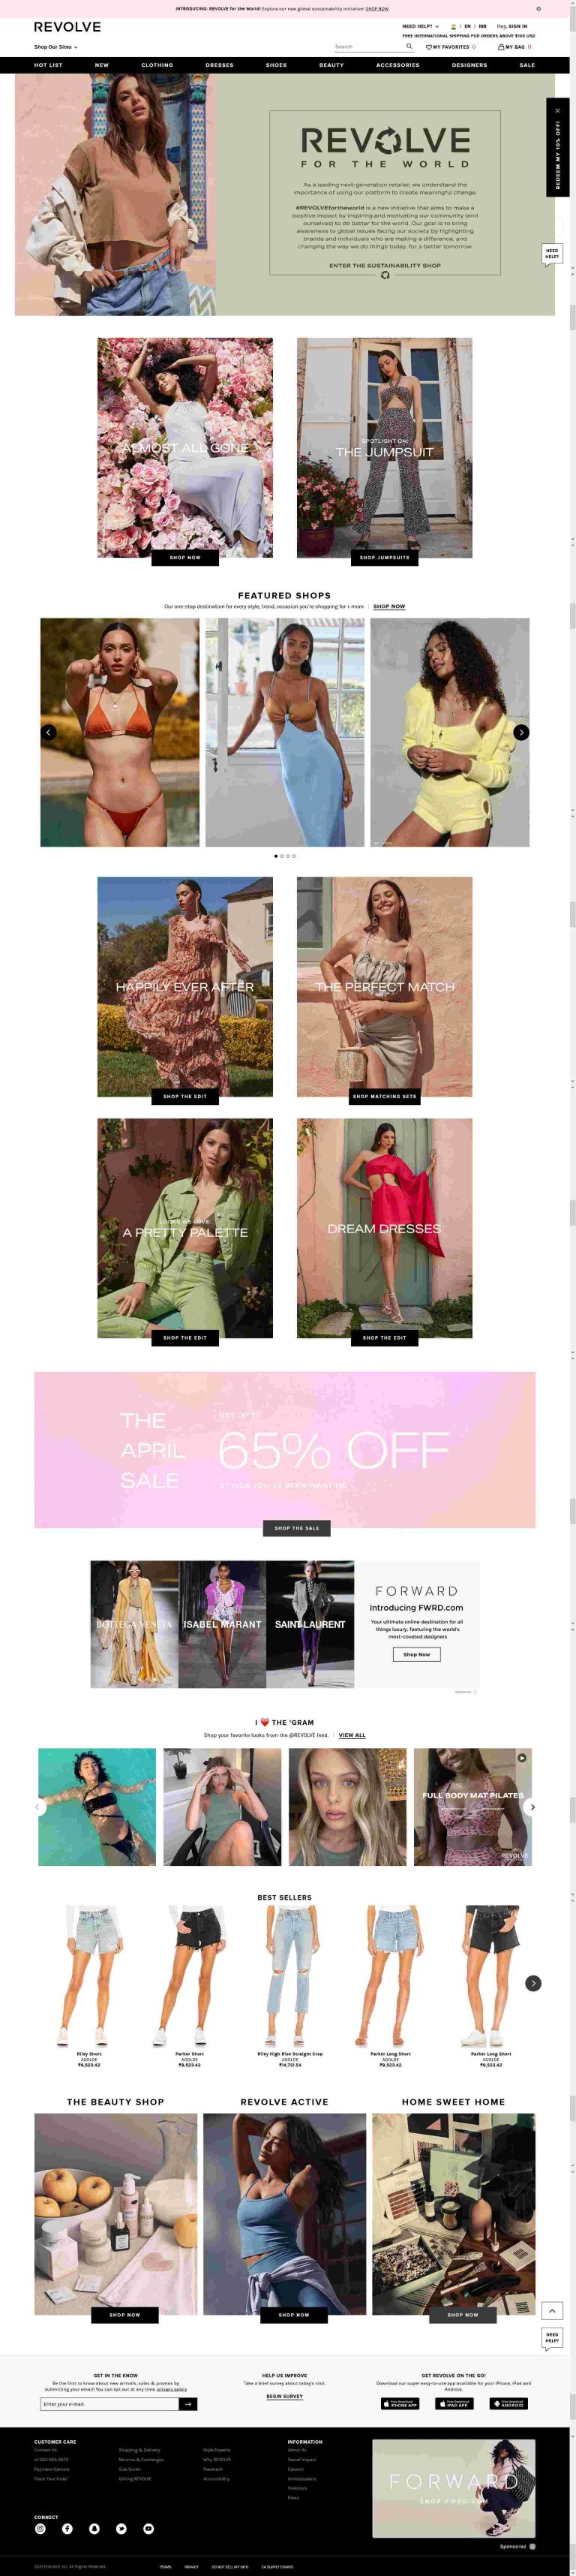 INTRODUCING: REVOLVE for the World! Explore our new global sustainability initiative! SHOP NOW
REVOLVE
NEED HELP? EN | INR Hey, SIGN IN
FREE INTERNATIONAL SHIPPING FOR ORDERS ABOVE $100 USD
Shop Our Sites
Search
MY FAVORITES 0
MY BAG 0
HOT LIST NEW CLOTHING DRESSES SHOES BEAUTY ACCESSORIES DESIGNERS SALE
REDEEM MY 10% OFF!
REVOLVE
FOR THE WORLD
As a leading next-generation retailer, we understand the
importance of using our platform to create meaningful change.
#REVOLVEfortheworld is a new initiative that aims to make a
positive impact by inspiring and motivating our community (and
ourselves) to do better for the world. Our goal is to bring
awareness to global issues facing our society by highlighting
brands and individuals who are making a difference, and
changing the way we do things today, for a better tomorrow.
ENTER THE SUSTAINABILITY SHOP
NEED
HELP?
ALMOST ALL GONE
SHOP NOW
SPOTLIGHT ON:
THE JUMPSUIT
SHOP JUMPSUITS
FEATURED SHOPS
Our one-stop destination for every style, trend, occasion you're shopping for + more | SHOP NOW
HAPPILY EVER AFTER
SHOP THE EDIT
THE PERFECT MATCH
SHOP MATCHING SETS
LOOKS WE LOVE
A PRETTY PALETTE
SHOP THE EDIT
DREAM DRESSES
SHOP THE EDIT
THE
APRIL
SALE
GET UP TO
65% OFF
STYLES YOU'VE BEEN WANTING
SHOP THE SALE
BOTTEGA VENETA
ISABEL MARANT
SAINT LAURENT
FORWARD
Introducing FWRD.com
Your ultimate online destination for all
things luxury, featuring the world's
most-coveted designers
Shop Now
Sponsored
I ❤ THE 'GRAM
Shop your favorite looks from the @REVOLVE feed. | VIEW ALL
FULL BODY MAT PILATES
REVOLVE
BEST SELLERS
Riley Short
AGOLDE
₹9,523.42
Parker Short
AGOLDE
₹9,523.42
Riley High Rise Straight Crop
AGOLDE
₹14,731.54
Parker Long Short
AGOLDE
₹9,523.42
Parker Long Short
AGOLDE
₹9,523.42
THE BEAUTY SHOP
SHOP NOW
REVOLVE ACTIVE
SHOP NOW
HOME SWEET HOME
SHOP NOW
NEED
HELP?
GET IN THE KNOW
Be the first to know about new arrivals, sales & promos by
submitting your email! You can opt out at any time. privacy policy
Enter your e-mail
HELP US IMPROVE
Take a brief survey about today's visit.
BEGIN SURVEY
GET REVOLVE ON THE GO!
Download our super easy-to-use app available for your iPhone, iPad and
Android.
IPHONE APP
IPAD APP
ANDROID
CUSTOMER CARE
Contact Us
Payment Options
Track Your Order
Shipping & Delivery
Returns & Exchanges
Size Guide
Gifting REVOLVE
Style Experts
Why REVOLVE
Feedback
Accessibility
INFORMATION
About Us
Social Impact
Careers
Ambassadors
Investors
Press
FORWARD
SHOP FWRD.COM
Sponsored
CONNECT
TERMS
PRIVACY
DO NOT SELL MY INFO
CA SUPPLY CHAINS